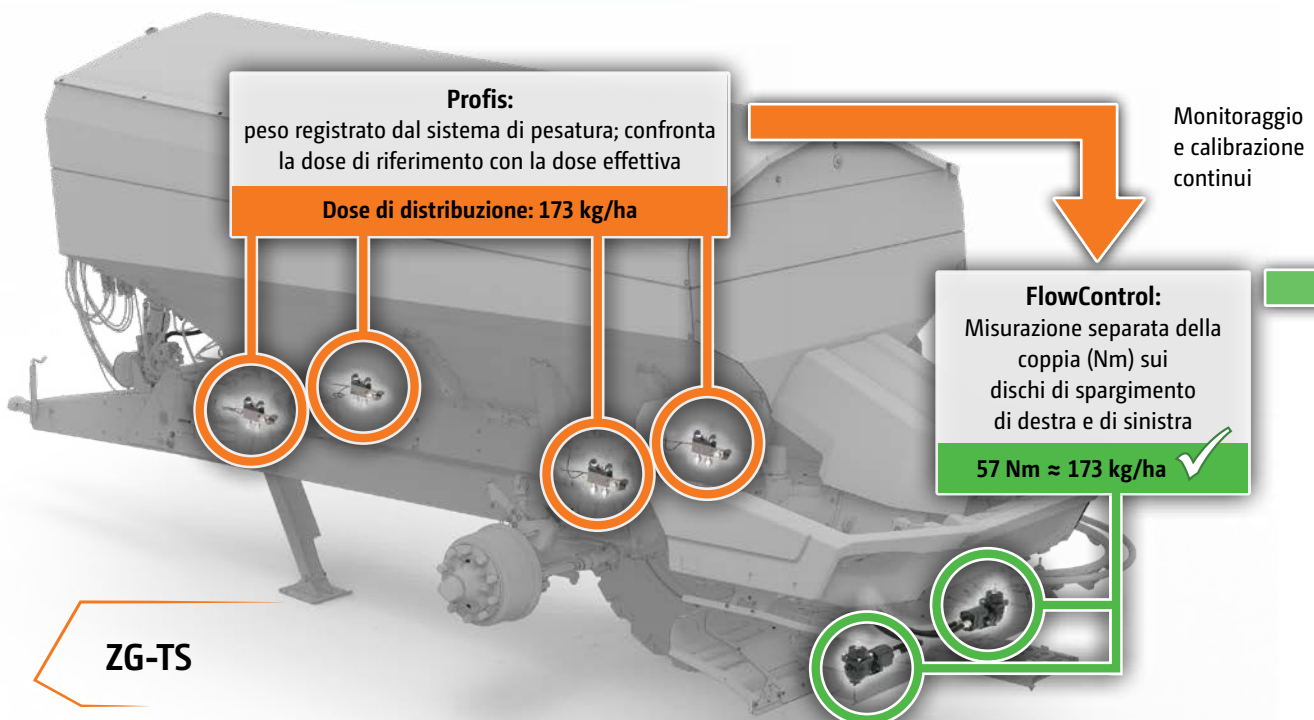 Profis:
peso registrato dal sistema di pesatura; confronta
la dose di riferimento con la dose effettiva
Dose di distribuzione: 173 kg/ha
Monitoraggio
e calibrazione
continui
FlowControl:
Misurazione separata della
coppia (Nm) sui
dischi di spargimento
di destra e di sinistra
57 Nm ≈ 173 kg/ha
ZG-TS